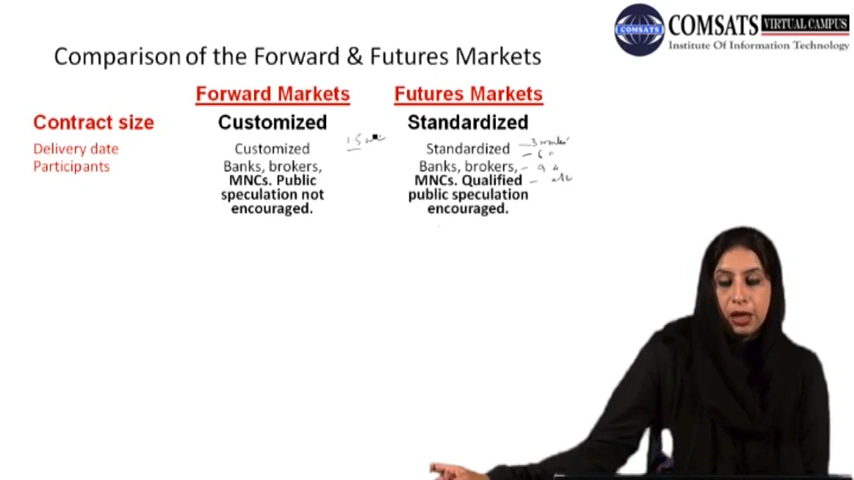 COMSATS
COMSATS VIRTUAL CAMPUS
Institute Of Information Technology
Comparison of the Forward & Futures Markets
Forward Markets Futures Markets
Contract size Customized Standardized
Delivery date Customized Standardized
Participants Banks, brokers, Banks, brokers,
MNCs. Public MNCs. Qualified
speculation not public speculation
encouraged. encouraged.